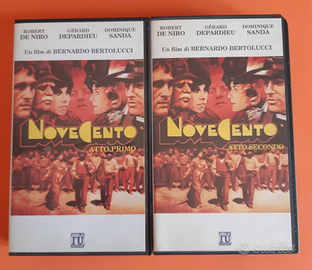 ROBERT GÉRARD DOMINIQUE
DE NIRO DEPARDIEU SANDA
Un film di BERNARDO BERTOLUCCI
NOVECENTO
ATTO PRIMO
ROBERT GÉRARD DOMINIQUE
DE NIRO DEPARDIEU SANDA
Un film di BERNARDO BERTOLUCCI
NOVECENTO
ATTO SECONDO
subito